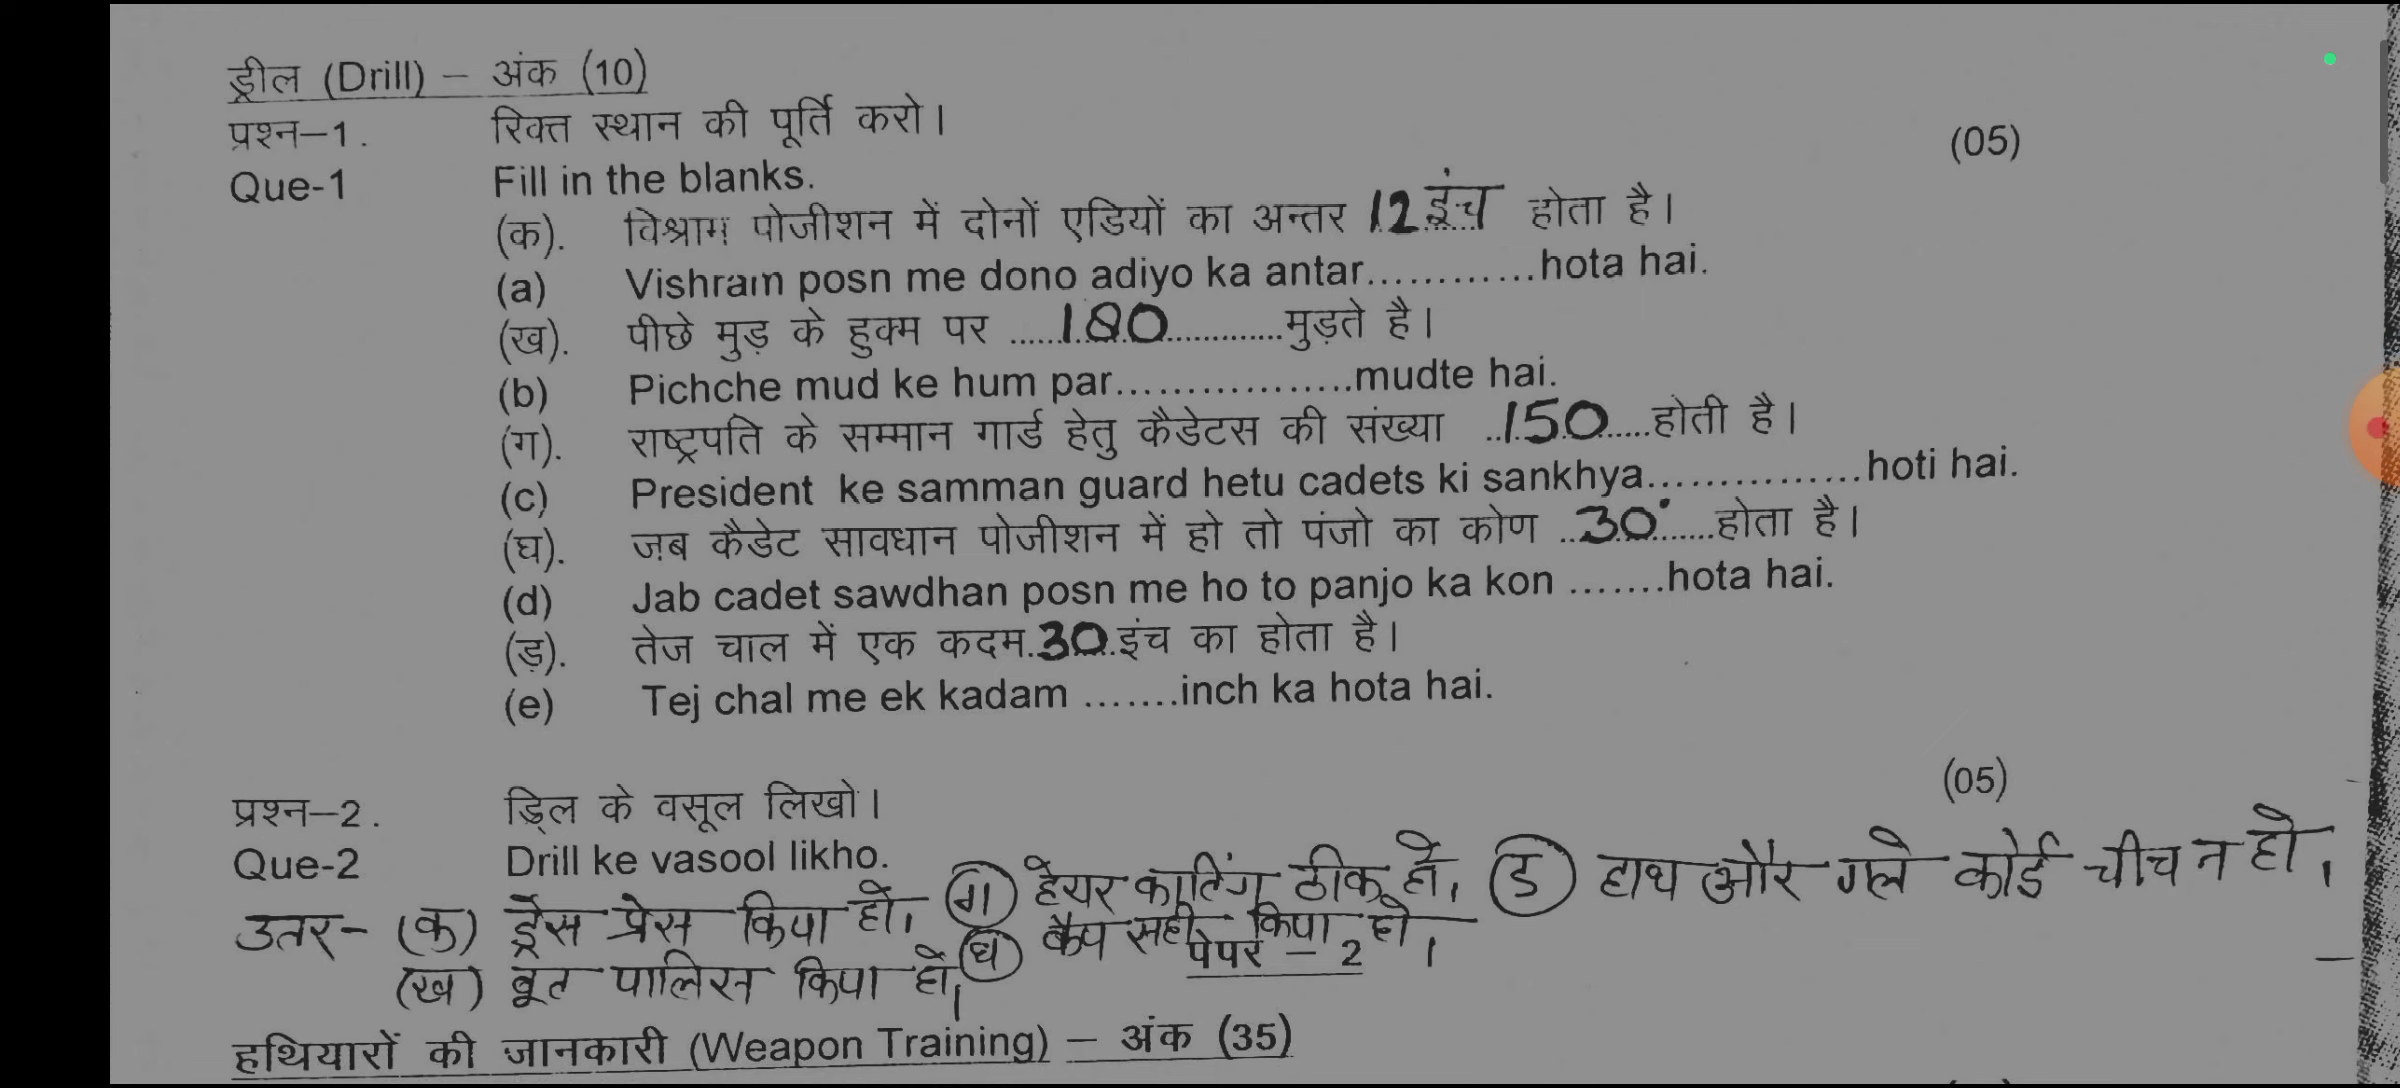 ड्रील (Drill) – अंक (10)
प्रश्न–1. रिक्त स्थान की पूर्ति करो। (05)
Que-1 Fill in the blanks.
(क). विश्राम पोजीशन में दोनों एडियों का अन्तर 12 इंच होता है।
(a) Vishram posn me dono adiyo ka antar............hota hai.
(ख). पीछे मुड़ के हुक्म पर .....180.............मुड़ते है।
(b) Pichche mud ke hum par..................mudte hai.
(ग). राष्ट्रपति के सम्मान गार्ड हेतु कैडेटस की संख्या ..150.....होती है।
(c) President ke samman guard hetu cadets ki sankhya...............hoti hai.
(घ). जब कैडेट सावधान पोजीशन में हो तो पंजो का कोण ..30°.....होता है।
(d) Jab cadet sawdhan posn me ho to panjo ka kon .......hota hai.
(ड़). तेज चाल में एक कदम.30.इंच का होता है।
(e) Tej chal me ek kadam .......inch ka hota hai.
(05)
प्रश्न–2. ड्रिल के वसूल लिखो।
Que-2 Drill ke vasool likho.
उतर- (क) ड्रेस प्रेस किया हो। (ग) हेयर काटिंग ठीक हो। (ड) हाथ और गले कोई चीच न हो।
(ख) बूत पालिस किया हो। (घ) कैप सही किपा हो।
पेपर – 2
हथियारों की जानकारी (Weapon Training) – अंक (35)